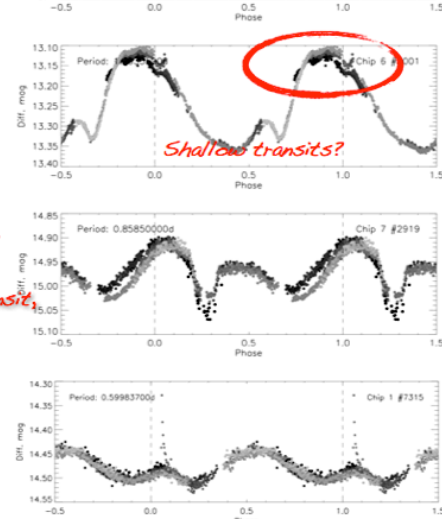 -0.5 0.0 0.5 1.0 1.5
Phase
13.10
13.15
13.20
13.25
13.30
13.35
13.40
Diff. mag
Period:
Chip 6
Shallow transits?
-0.5 0.0 0.5 1.0 1.5
Phase
14.85
14.90
14.95
15.00
15.05
15.10
Diff. mag
Period: 0.85850000d
Chip 7 #2919
-0.5 0.0 0.5 1.0 1.5
Phase
14.30
14.35
14.40
14.45
14.50
14.55
Diff. mag
Period: 0.59983700d
Chip 1 #7315
-0.5 0.0 0.5 1.0 1.5